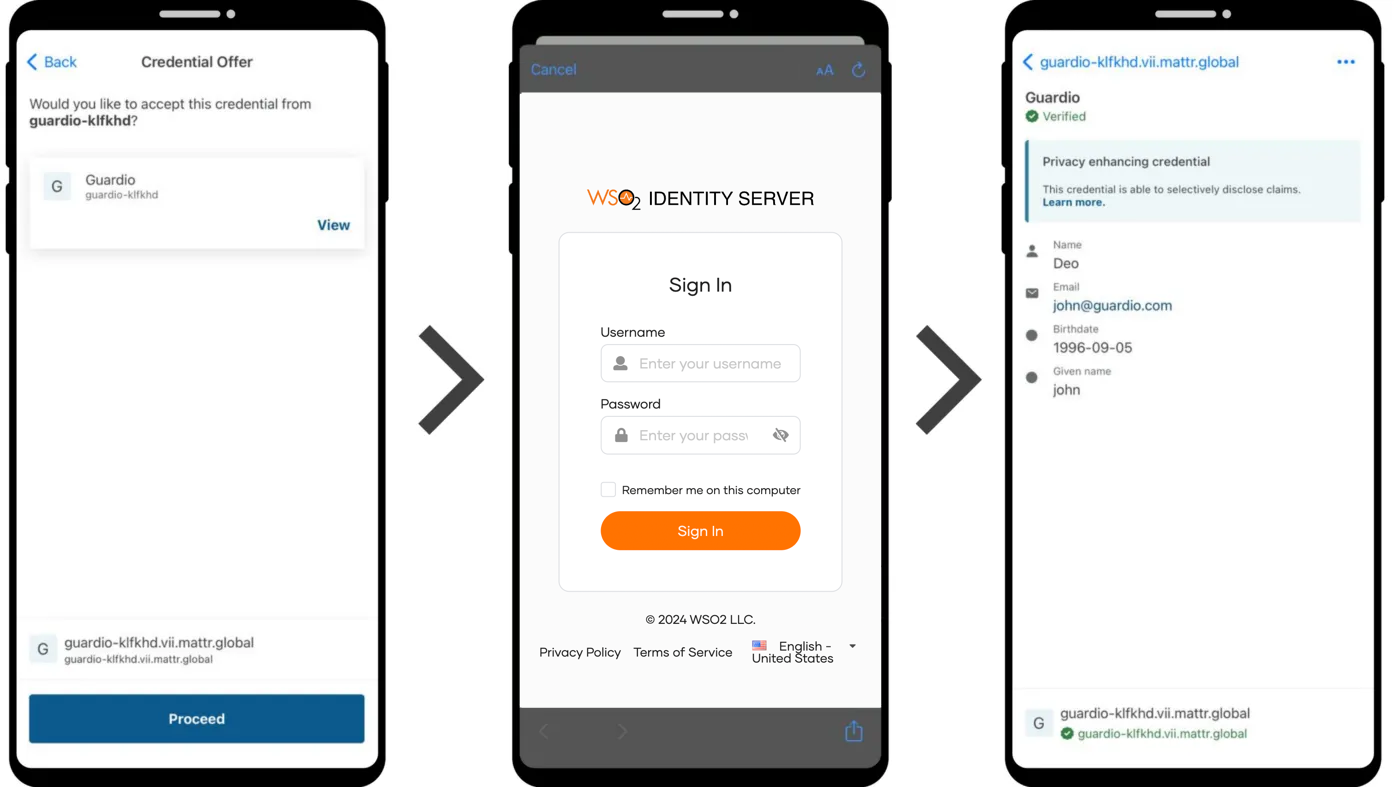 Back
Credential Offer
Would you like to accept this credential from
guardio-klfkhd?
G
Guardio
guardio-klfkhd
View
G
guardio-klfkhd.vii.mattr.global
guardio-klfkhd.vii.mattr.global
Proceed
Cancel
AA
WSO2 IDENTITY SERVER
Sign In
Username
Enter your username
Password
Enter your passw
Remember me on this computer
Sign In
© 2024 WSO2 LLC.
Privacy Policy
Terms of Service
English -
United States
guardio-klfkhd.vii.mattr.global
Guardio
Verified
Privacy enhancing credential
This credential is able to selectively disclose claims.
Learn more.
Name
Deo
Email
john@guardio.com
Birthdate
1996-09-05
Given name
john
G
guardio-klfkhd.vii.mattr.global
guardio-klfkhd.vii.mattr.global